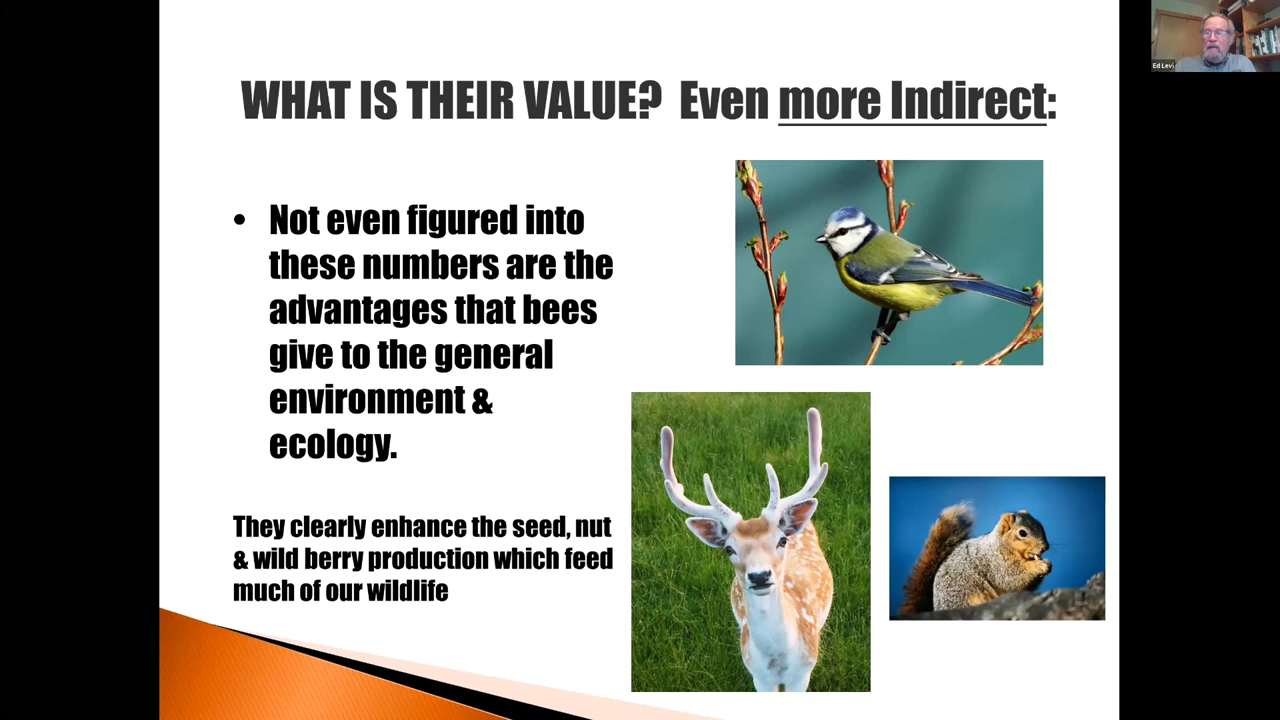 WHAT IS THEIR VALUE? Even more Indirect:
• Not even figured into
these numbers are the
advantages that bees
give to the general
environment &
ecology.
They clearly enhance the seed, nut
& wild berry production which feed
much of our wildlife
Ed Levi